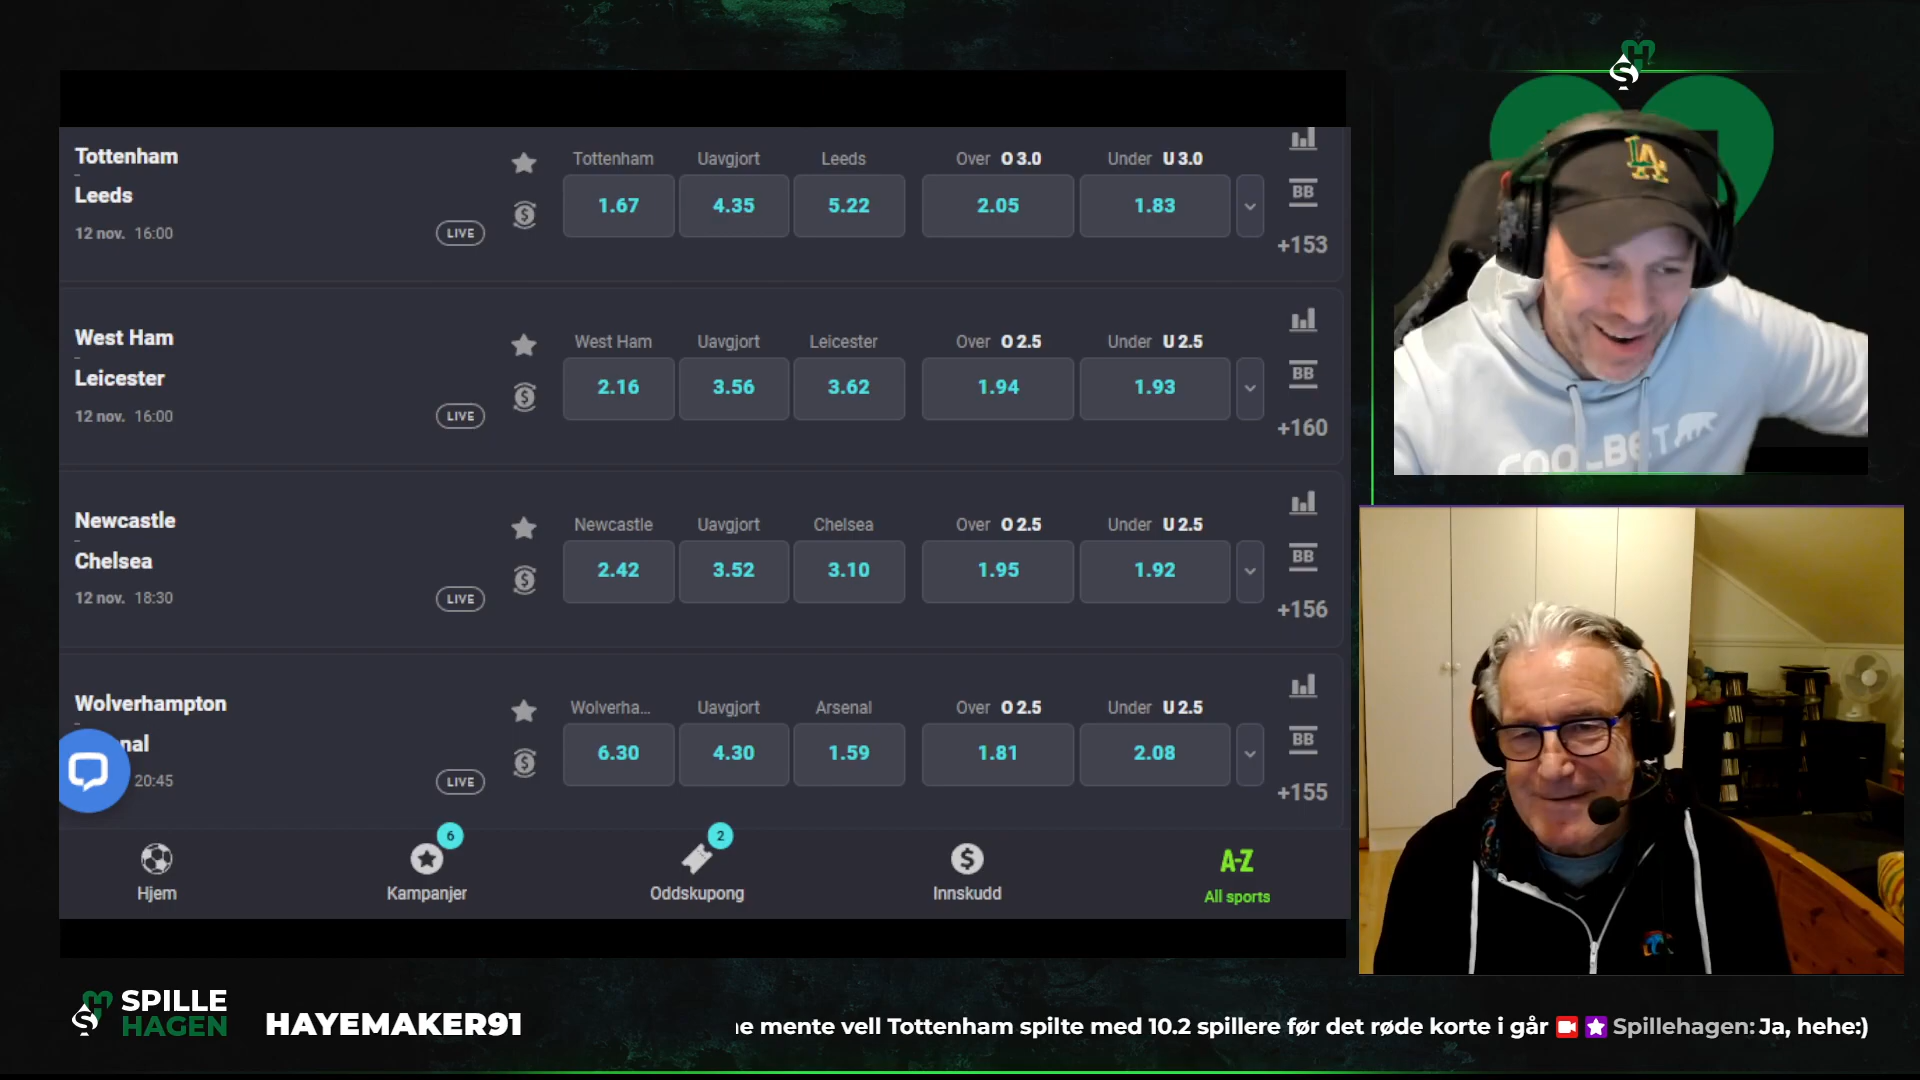 Tottenham
-
Leeds
12 nov. 16:00
LIVE
Tottenham Uavgjort Leeds Over O 3.0 Under U 3.0
1.67 4.35 5.22 2.05 1.83
BB
+153
West Ham
-
Leicester
12 nov. 16:00
LIVE
West Ham Uavgjort Leicester Over O 2.5 Under U 2.5
2.16 3.56 3.62 1.94 1.93
BB
+160
Newcastle
-
Chelsea
12 nov. 18:30
LIVE
Newcastle Uavgjort Chelsea Over O 2.5 Under U 2.5
2.42 3.52 3.10 1.95 1.92
BB
+156
Wolverhampton
-
nal
20:45
LIVE
Wolverha... Uavgjort Arsenal Over O 2.5 Under U 2.5
6.30 4.30 1.59 1.81 2.08
BB
+155
Hjem
6
Kampanjer
2
Oddskupong
Innskudd
A-Z
All sports
LA
COOLBET
SPILLE
HAGEN
HAYEMAKER91
e mente vell Tottenham spilte med 10.2 spillere før det røde korte i går Spillehagen: Ja, hehe:)